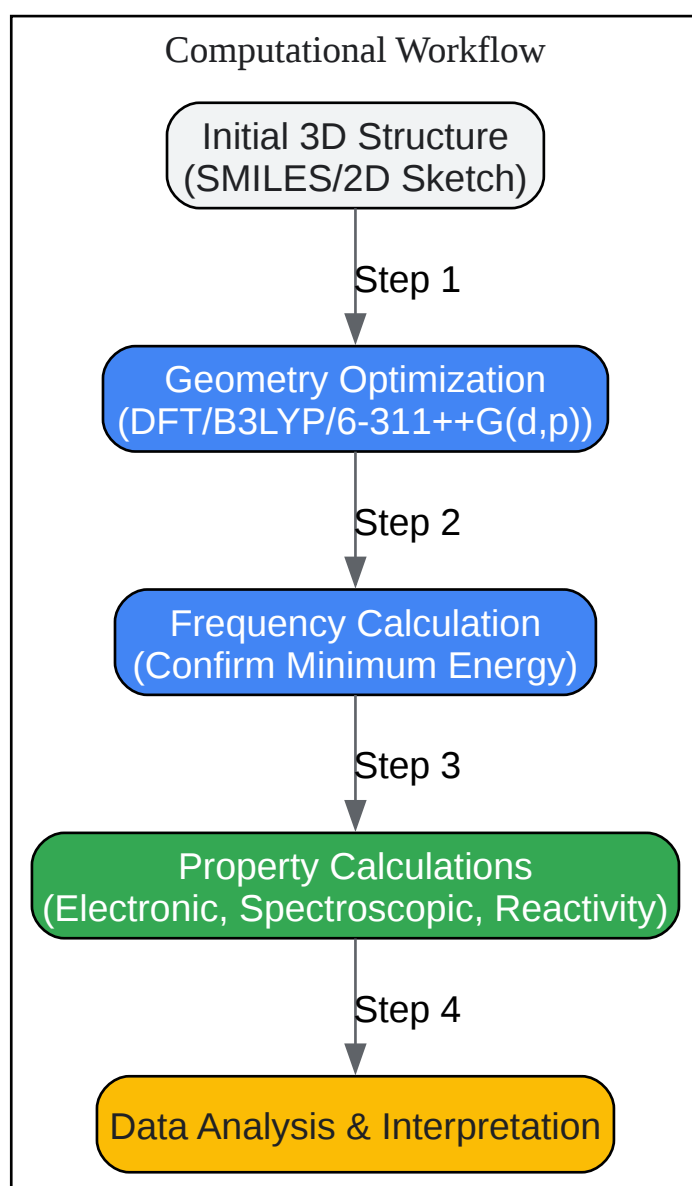 Computational Workflow
Initial 3D Structure
(SMILES/2D Sketch)
Step 1
Geometry Optimization
(DFT/B3LYP/6-311++G(d,p))
Step 2
Frequency Calculation
(Confirm Minimum Energy)
Step 3
Property Calculations
(Electronic, Spectroscopic, Reactivity)
Step 4
Data Analysis & Interpretation